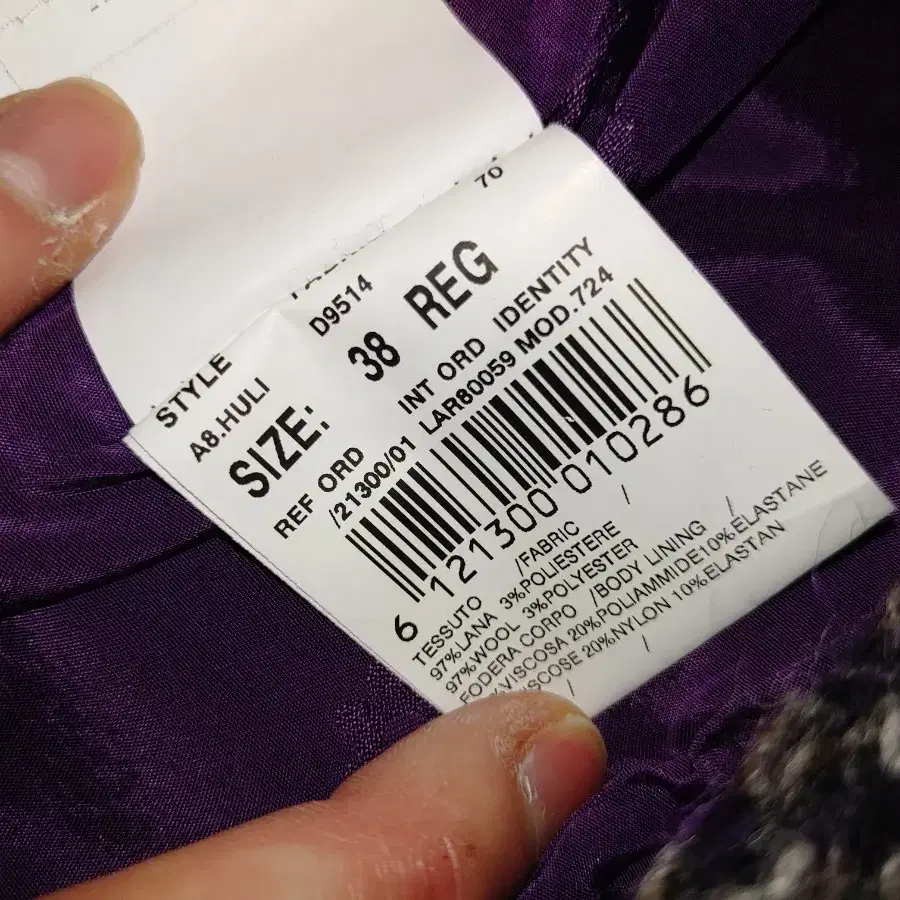 70
STYLE
A8.HULI D9514
SIZE: 38 REG
REF ORD INT ORD IDENTITY
/21300/01 LAR80059 MOD.724
6 121300 010286
TESSUTO /FABRIC /
97%LANA 3%POLIESTERE
97%WOOL 3%POLYESTER
FODERA CORPO /BODY LINING /
VISCOSA 20%POLIAMMIDE10%ELASTANE
20%NYLON 10%ELASTAN
/ /